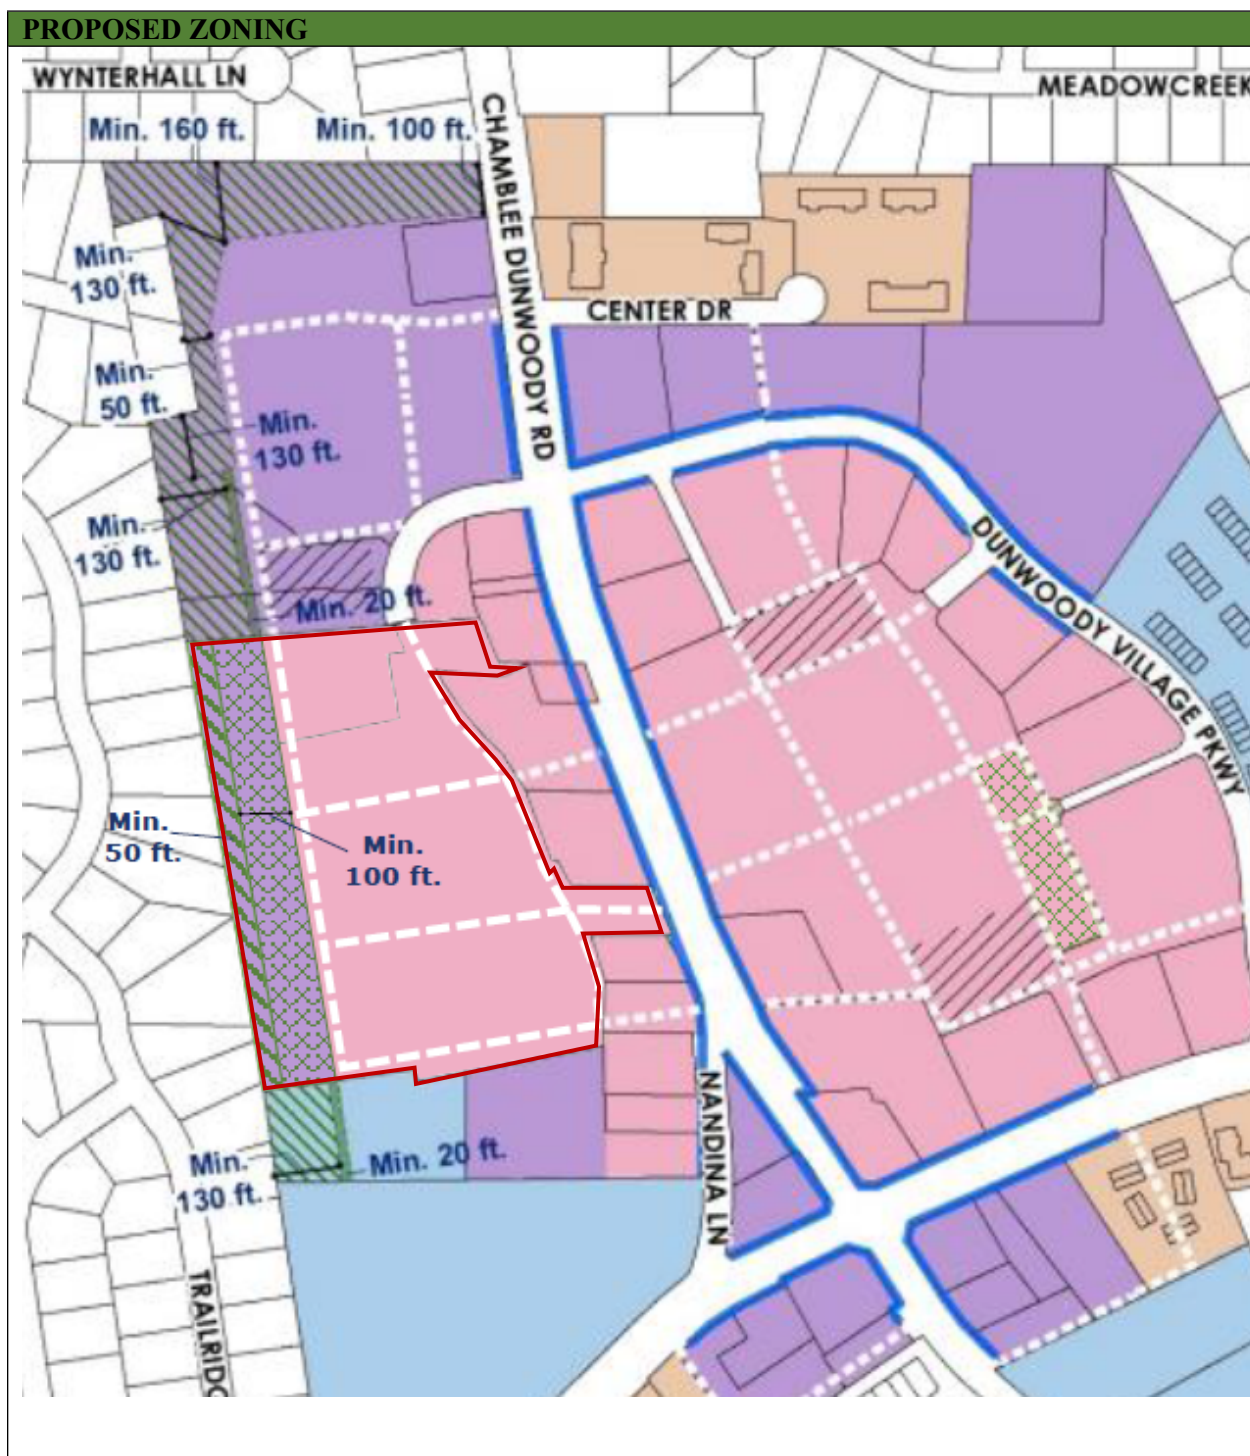 PROPOSED ZONING
WYNTERHALL LN
MEADOWCREEK
Min. 160 ft.
Min. 100 ft.
CHAMBLEE DUNWOODY RD
Min.
130 ft.
CENTER DR
Min.
50 ft.
Min.
130 ft.
Min.
130 ft.
DUNWOODY VILLAGE PKWY
Min. 20 ft.
Min.
50 ft.
Min.
100 ft.
NANDINA LN
Min.
130 ft.
Min. 20 ft.
TRAILRIDG